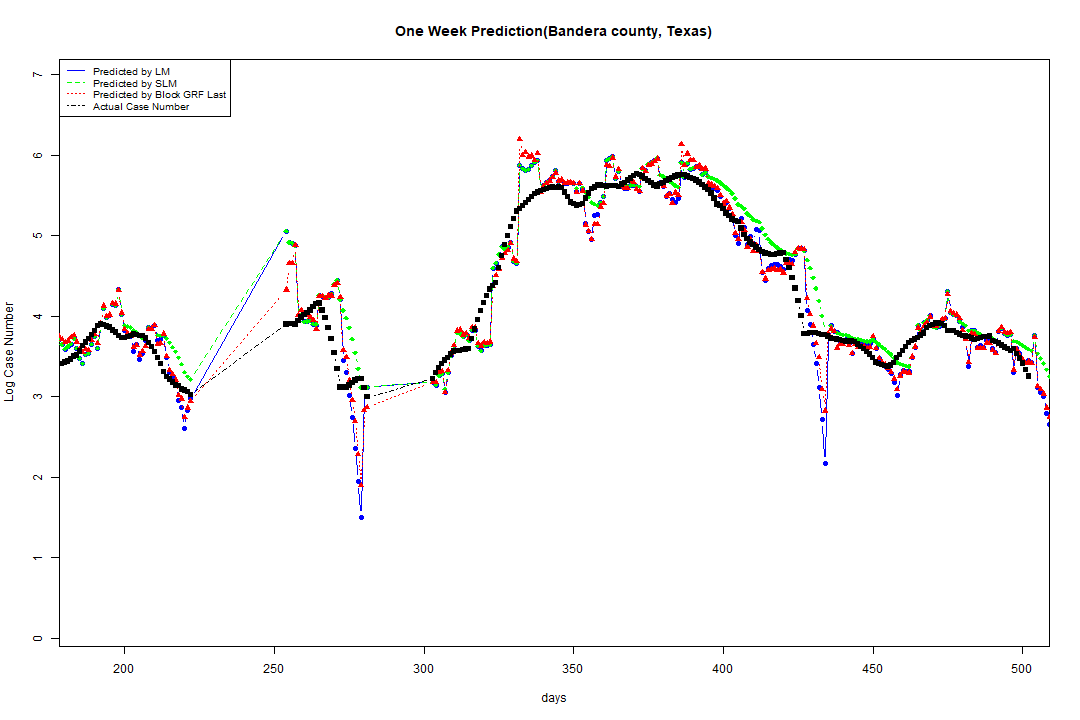 One Week Prediction(Bandera county, Texas)
Predicted by LM
Predicted by SLM
Predicted by Block GRF Last
Actual Case Number
7
6
5
4
3
2
1
0
Log Case Number
200
250
300
350
400
450
500
days